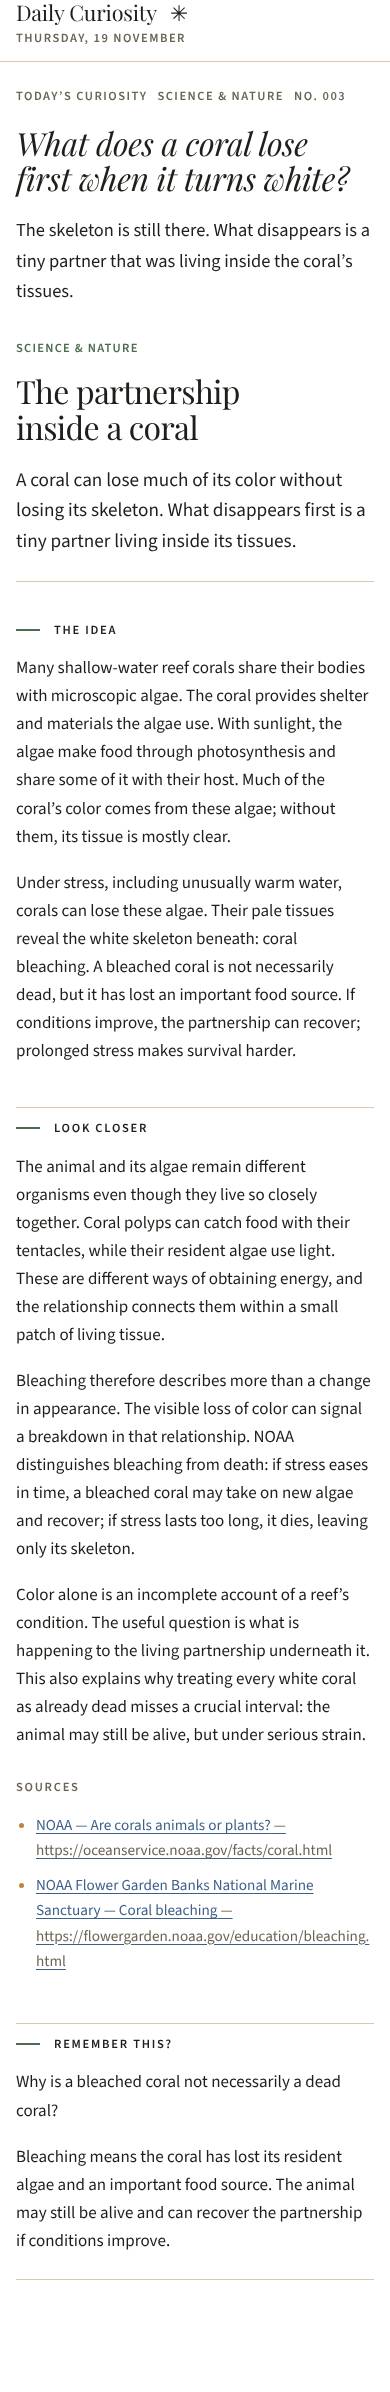 Daily Curiosity ✳
THURSDAY, 19 NOVEMBER
TODAY’S CURIOSITY SCIENCE & NATURE NO. 003
What does a coral lose
first when it turns white?
The skeleton is still there. What disappears is a
tiny partner that was living inside the coral’s
tissues.
SCIENCE & NATURE
The partnership
inside a coral
A coral can lose much of its color without
losing its skeleton. What disappears first is a
tiny partner living inside its tissues.
THE IDEA
Many shallow-water reef corals share their bodies
with microscopic algae. The coral provides shelter
and materials the algae use. With sunlight, the
algae make food through photosynthesis and
share some of it with their host. Much of the
coral’s color comes from these algae; without
them, its tissue is mostly clear.
Under stress, including unusually warm water,
corals can lose these algae. Their pale tissues
reveal the white skeleton beneath: coral
bleaching. A bleached coral is not necessarily
dead, but it has lost an important food source. If
conditions improve, the partnership can recover;
prolonged stress makes survival harder.
LOOK CLOSER
The animal and its algae remain different
organisms even though they live so closely
together. Coral polyps can catch food with their
tentacles, while their resident algae use light.
These are different ways of obtaining energy, and
the relationship connects them within a small
patch of living tissue.
Bleaching therefore describes more than a change
in appearance. The visible loss of color can signal
a breakdown in that relationship. NOAA
distinguishes bleaching from death: if stress eases
in time, a bleached coral may take on new algae
and recover; if stress lasts too long, it dies, leaving
only its skeleton.
Color alone is an incomplete account of a reef’s
condition. The useful question is what is
happening to the living partnership underneath it.
This also explains why treating every white coral
as already dead misses a crucial interval: the
animal may still be alive, but under serious strain.
SOURCES
• NOAA — Are corals animals or plants? —
https://oceanservice.noaa.gov/facts/coral.html
• NOAA Flower Garden Banks National Marine
Sanctuary — Coral bleaching —
https://flowergarden.noaa.gov/education/bleaching.
html
REMEMBER THIS?
Why is a bleached coral not necessarily a dead
coral?
Bleaching means the coral has lost its resident
algae and an important food source. The animal
may still be alive and can recover the partnership
if conditions improve.